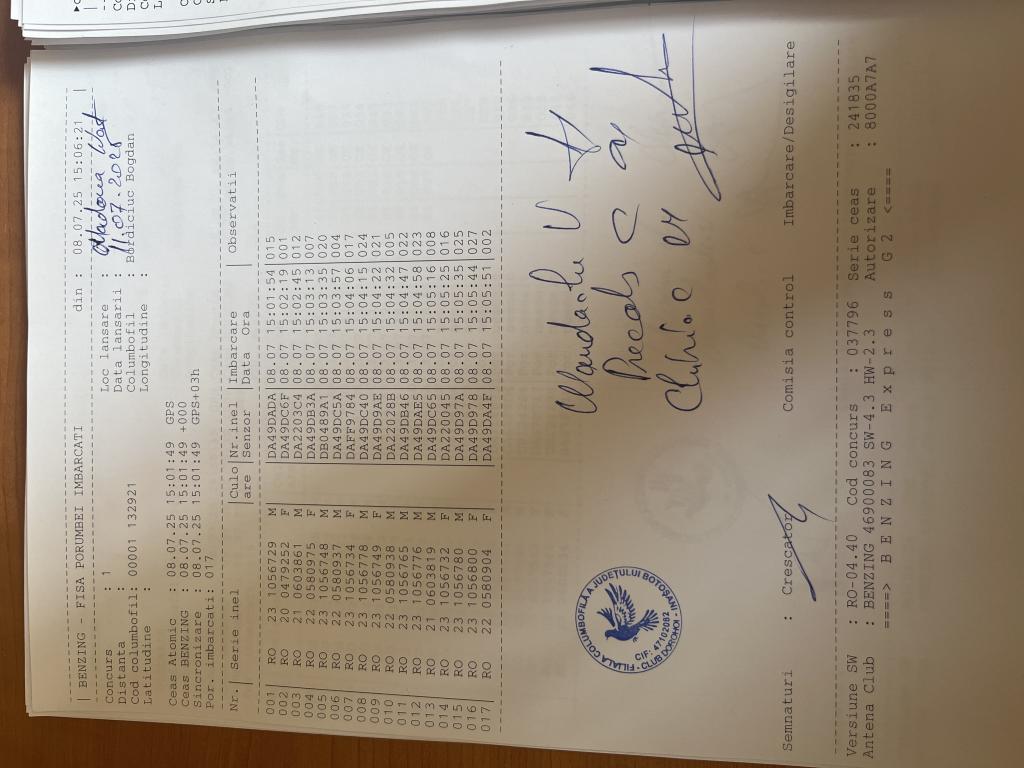 | BENZING - FISA PORUMBEI IMBARCATI din : 08.07.25 15:06:21 |
Concurs : 1 Loc lansare :
Distanta : Data lansarii : 11.07.2025
Cod columbofil: 00001 132921 Columbofil : Bordiciuc Bogdan
Latitudine : Longitudine :
Ceas Atomic : 08.07.25 15:01:49 GPS
Ceas BENZING : 08.07.25 15:01:49 +000
Sincronizare : 08.07.25 15:01:49 GPS+03h
Por. imbarcati: 017
Nr.| Serie inel |Culo|Nr.inel |Imbarcare | Observatii
|are |Senzor |Data Ora |
001| RO 23 1056729 M | |DA49DADA|08.07 15:01:54|015
002| RO 20 0479252 F | |DA49DC6F|08.07 15:02:19|001
003| RO 21 0603861 M | |DA2203C4|08.07 15:02:45|012
004| RO 22 0580975 F | |DA49DB3A|08.07 15:03:13|007
005| RO 23 1056748 M | |DB0489A1|08.07 15:03:35|020
006| RO 22 0580937 M | |DA49DC5A|08.07 15:03:57|004
007| RO 23 1056734 F | |DAFF9764|08.07 15:04:06|017
008| RO 23 1056778 M | |DA49DC40|08.07 15:04:15|024
009| RO 23 1056749 F | |DA49D9AE|08.07 15:04:22|021
010| RO 22 0580938 M | |DA22028B|08.07 15:04:32|005
011| RO 23 1056765 M | |DA49DB46|08.07 15:04:47|022
012| RO 23 1056776 M | |DA49DAE5|08.07 15:04:58|023
013| RO 21 0603819 M | |DA49DC65|08.07 15:05:16|008
014| RO 23 1056732 F | |DA220045|08.07 15:05:25|016
015| RO 23 1056780 M | |DA49D97A|08.07 15:05:35|025
016| RO 23 1056800 F | |DA49D978|08.07 15:05:44|027
017| RO 22 0580904 F | |DA49DA4F|08.07 15:05:51|002
FILIALA COLUMBOFILA A JUDEŢULUI BOTOŞANI
- CLUB DOROHOI -
CIF: 47102082
Semnaturi : Crescator Comisia control Imbarcare/Desigilare
Versiune SW : RO-04.40 Cod concurs : 037796 Serie ceas : 241835
Antena Club : BENZING 46900083 SW-4.3 HW-2.3 Autorizare : 8000A7A7
====> B E N Z I N G E x p r e s s G 2 <====